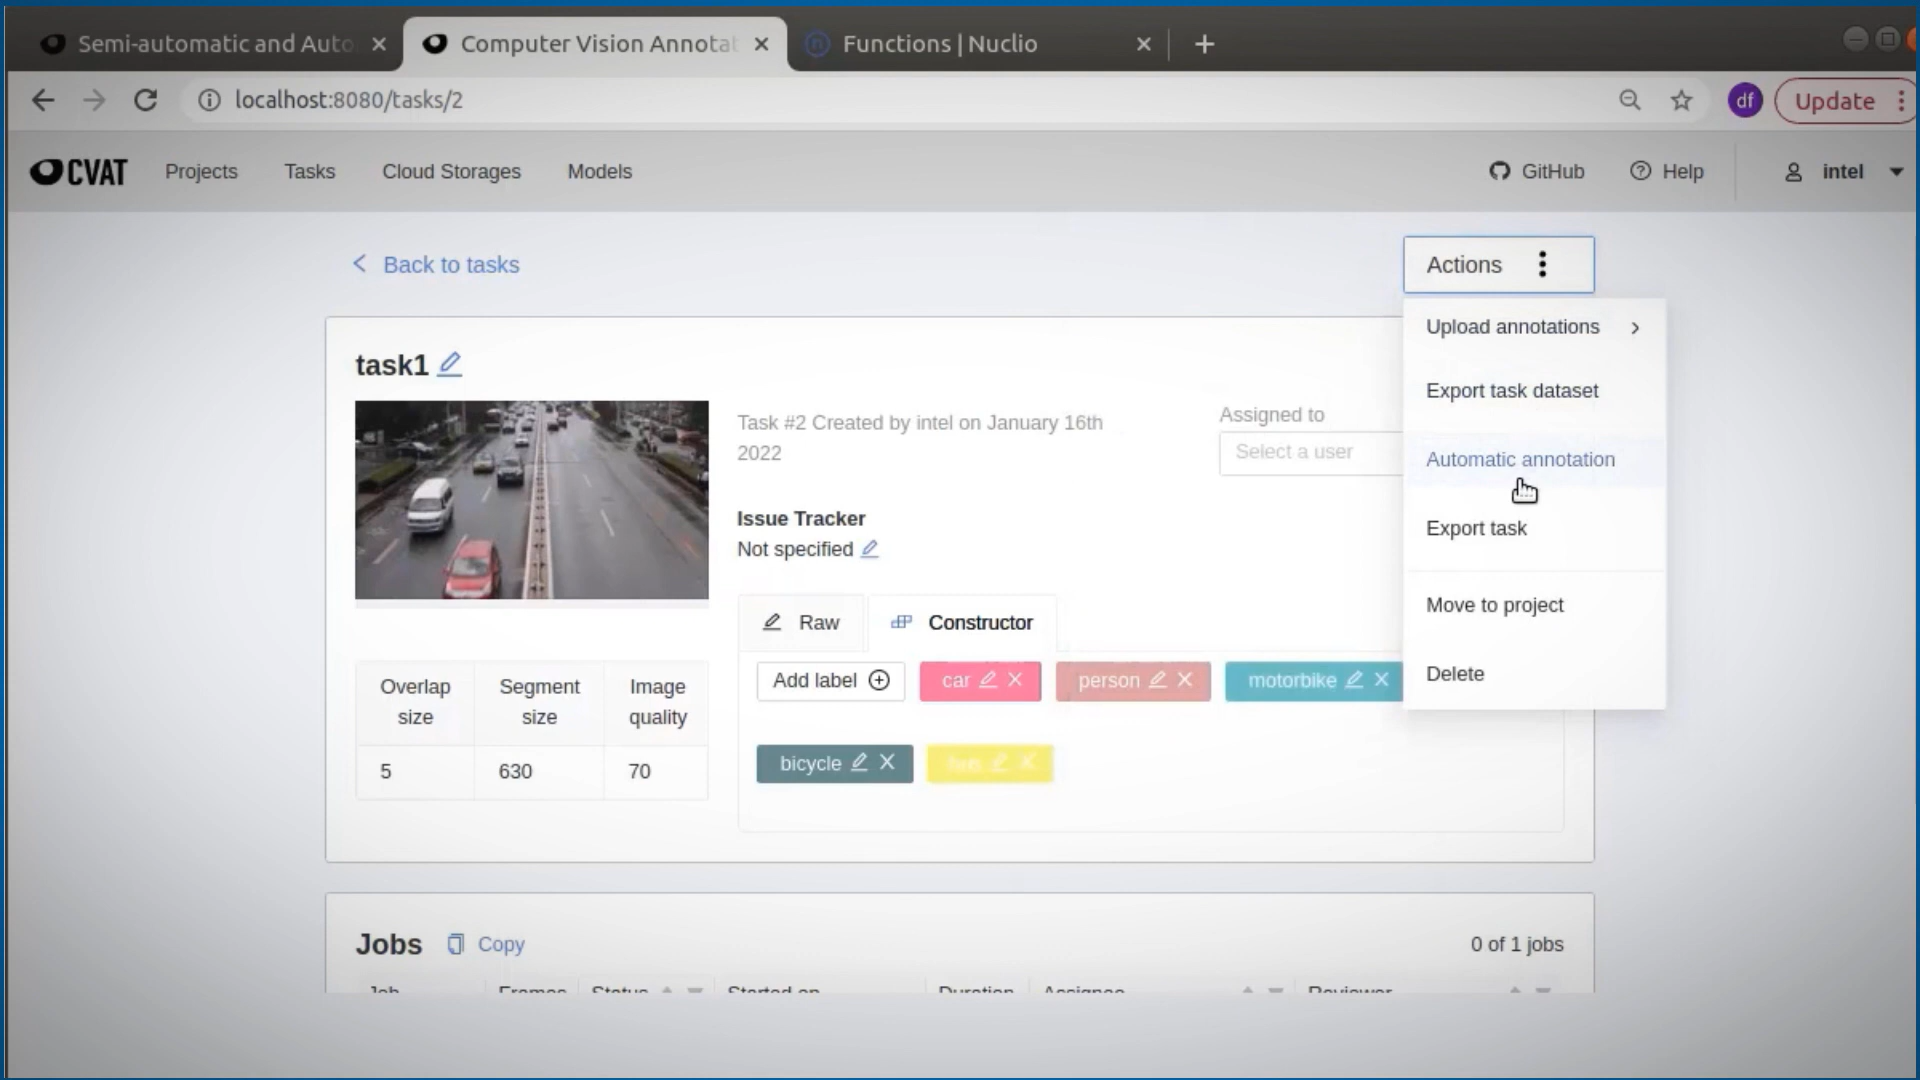 Semi-automatic and Auto
Computer Vision Annotat
Functions | Nuclio
localhost:8080/tasks/2
df
Update
CVAT
Projects
Tasks
Cloud Storages
Models
GitHub
Help
intel
Back to tasks
Actions
Upload annotations
Export task dataset
Automatic annotation
Export task
Move to project
Delete
task1
Task #2 Created by intel on January 16th
2022
Assigned to
Select a user
Issue Tracker
Not specified
Raw
Constructor
Add label
car
person
motorbike
bicycle
Overlap size
Segment size
Image quality
5
630
70
Jobs
Copy
0 of 1 jobs
Job
Frames
Status
Started on
Duration
Assignee
Reviewer